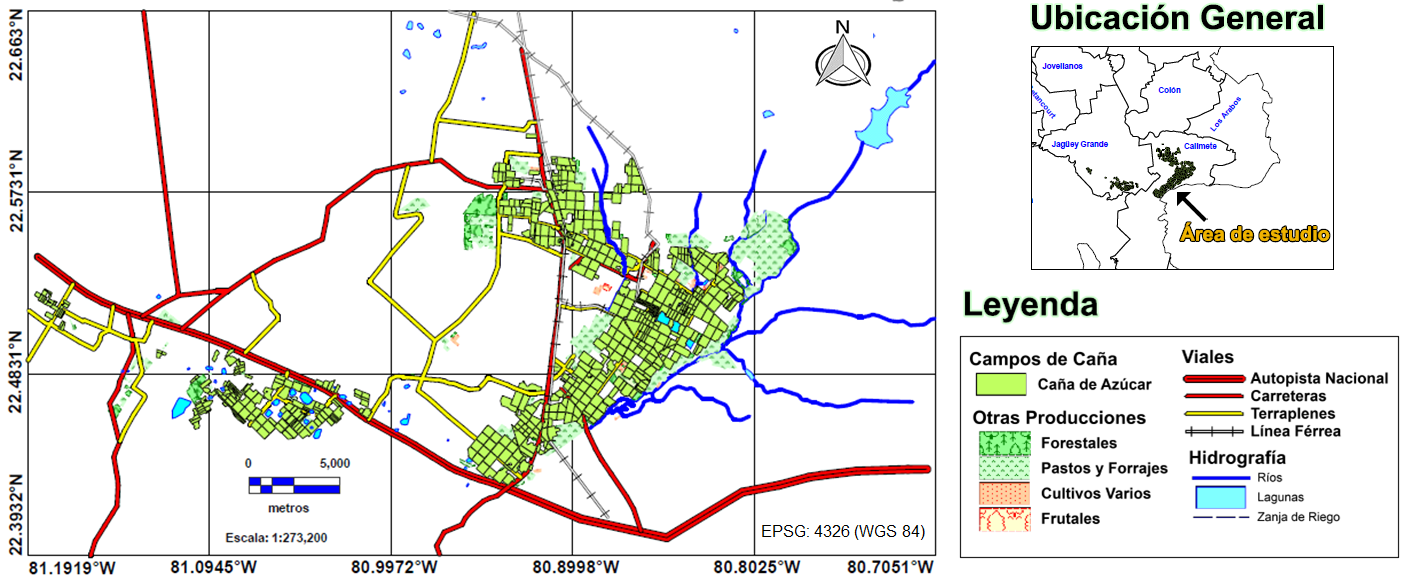 22.663°N
22.5731°N
22.4831°N
22.3932°N
81.1919°W
81.0945°W
80.9972°W
80.8998°W
80.8025°W
80.7051°W
N
0
5,000
metros
Escala: 1:273,200
EPSG: 4326 (WGS 84)
Ubicación General
Jovellanos
Colón
Los Arabos
Jagüey Grande
Calimete
Área de estudio
Leyenda
Campos de Caña
Caña de Azúcar
Otras Producciones
Forestales
Pastos y Forrajes
Cultivos Varios
Frutales
Viales
Autopista Nacional
Carreteras
Terraplenes
Línea Férrea
Hidrografía
Ríos
Lagunas
Zanja de Riego